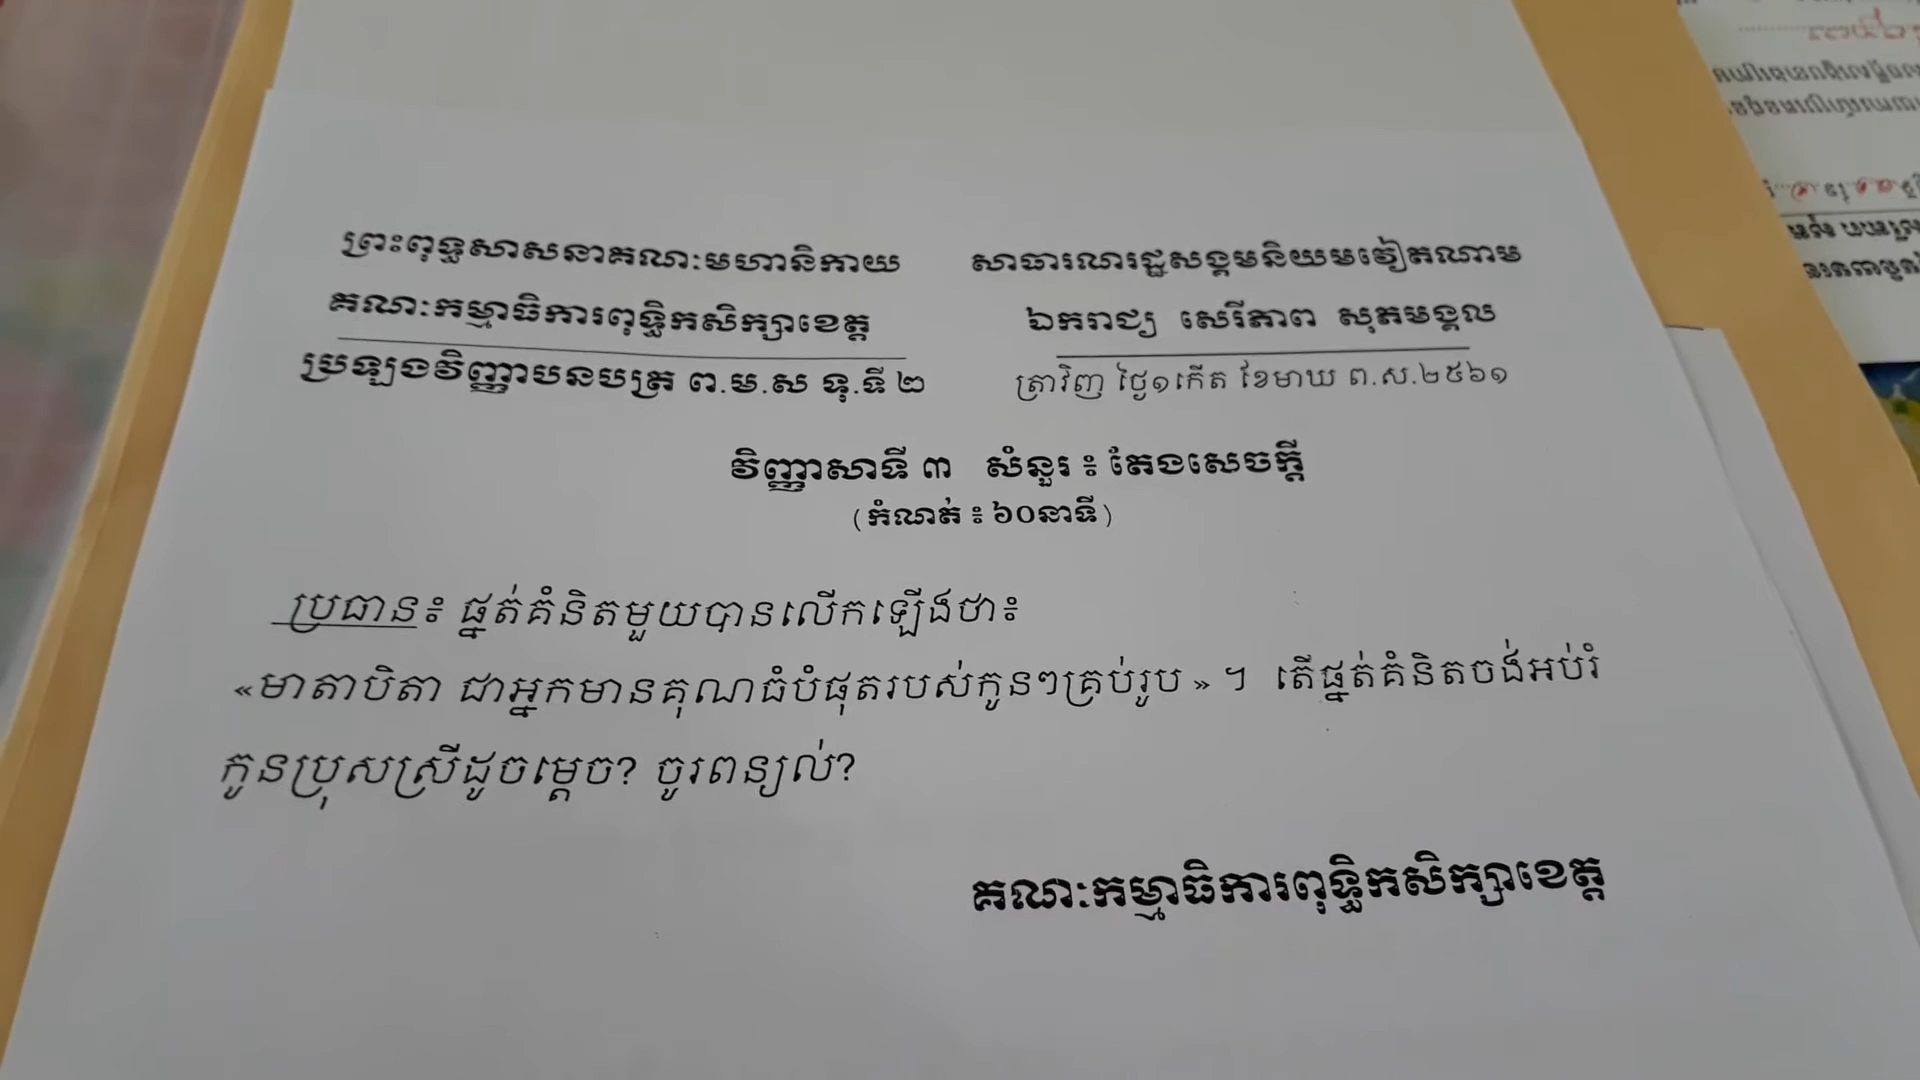 ព្រះពុទ្ធសាសនាគណៈមហានិកាយ
គណៈកម្មាធិការពុទ្ធិកសិក្សាខេត្ត
ប្រឡងវិញ្ញាបនបត្រ ព.ម.ស ទុ.ទី ២
សាធារណរដ្ឋសង្គមនិយមវៀតណាម
ឯករាជ្យ សេរីភាព សុភមង្គល
ត្រាវិញ ថ្ងៃ១កើត ខែមាឃ ព.ស.២៥៦១
វិញ្ញាសាទី ៣ សំនួរ ៖ តែងសេចក្ដី
(កំណត់ ៖ ៦០នាទី)
ប្រធាន៖ ផ្នត់គំនិតមួយបានលើកឡើងថា៖
«មាតាបិតា ជាអ្នកមានគុណធំបំផុតរបស់កូនៗគ្រប់រូប» ។ តើផ្នត់គំនិតចង់អប់រំ
កូនប្រុសស្រីដូចម្ដេច? ចូរពន្យល់?
គណៈកម្មាធិការពុទ្ធិកសិក្សាខេត្ត